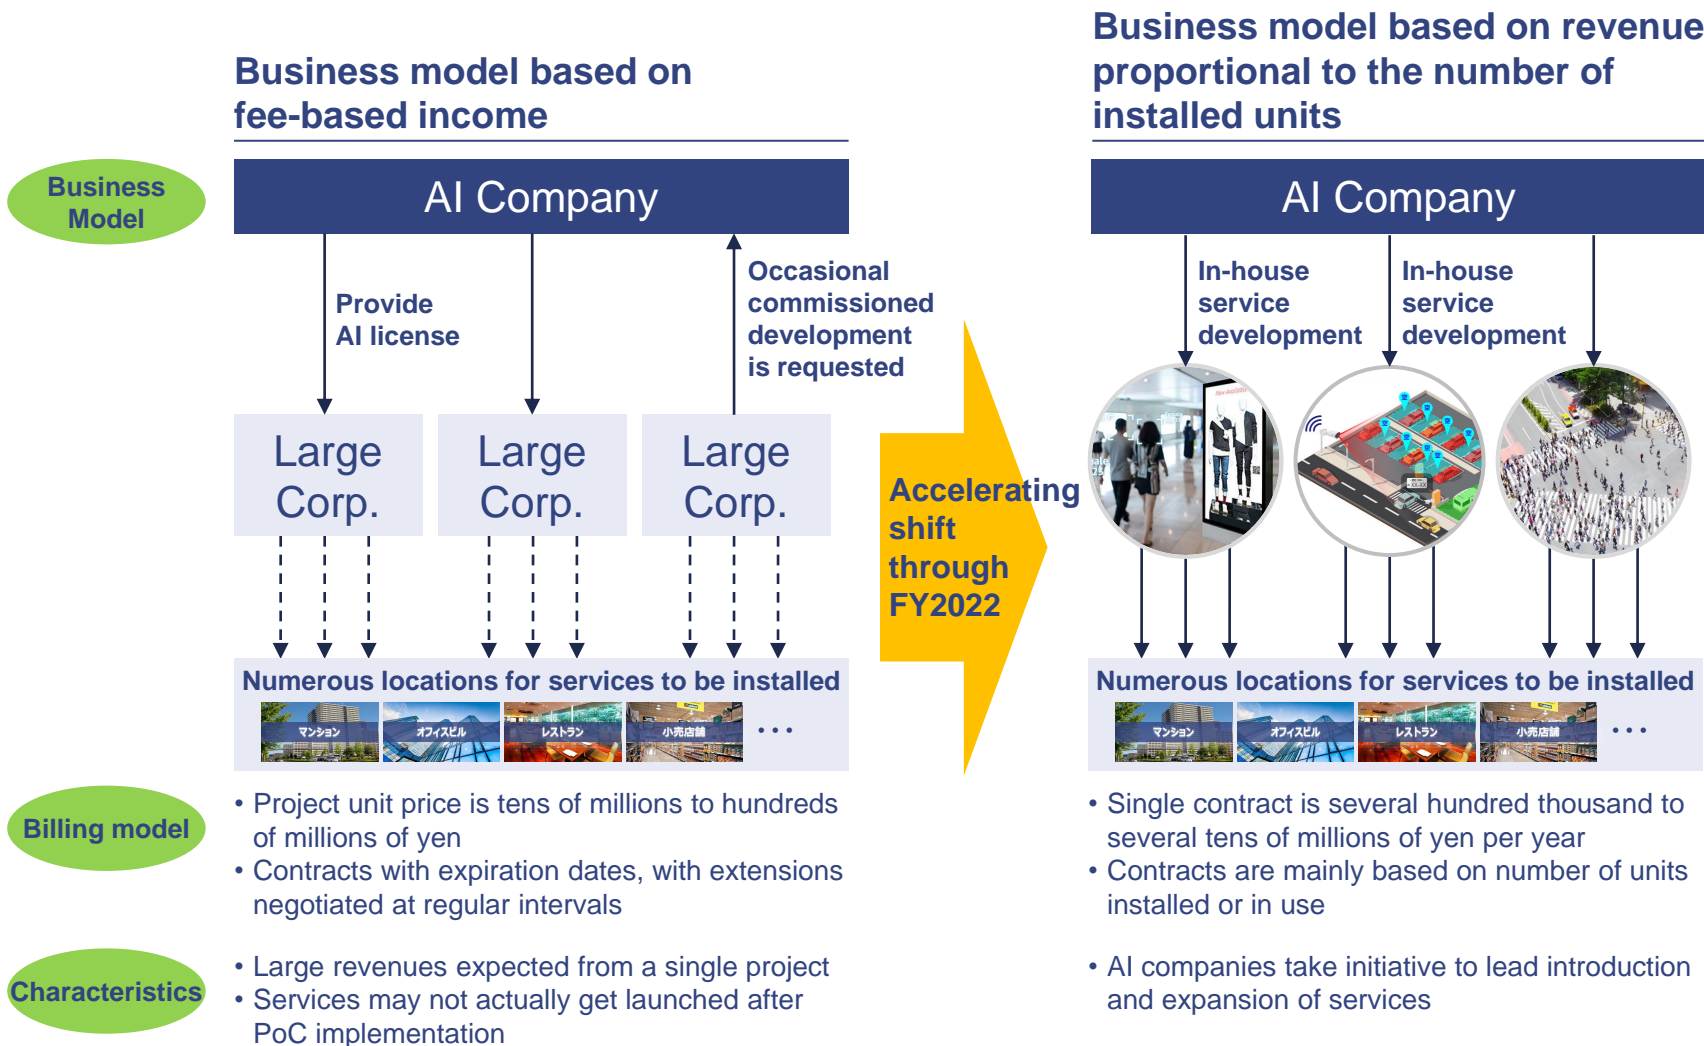 Business model based on
fee-based income
Business model based on revenue
proportional to the number of
installed units
Business
Model
AI Company
Provide
AI license
Occasional
commissioned
development
is requested
Large
Corp.
Large
Corp.
Large
Corp.
Numerous locations for services to be installed
マンション
オフィスビル
レストラン
小売店舗
・・・
Accelerating
shift
through
FY2022
AI Company
In-house
service
development
In-house
service
development
Numerous locations for services to be installed
マンション
オフィスビル
レストラン
小売店舗
・・・
Billing model
• Project unit price is tens of millions to hundreds
of millions of yen
• Contracts with expiration dates, with extensions
negotiated at regular intervals
• Single contract is several hundred thousand to
several tens of millions of yen per year
• Contracts are mainly based on number of units
installed or in use
Characteristics
• Large revenues expected from a single project
• Services may not actually get launched after
PoC implementation
• AI companies take initiative to lead introduction
and expansion of services